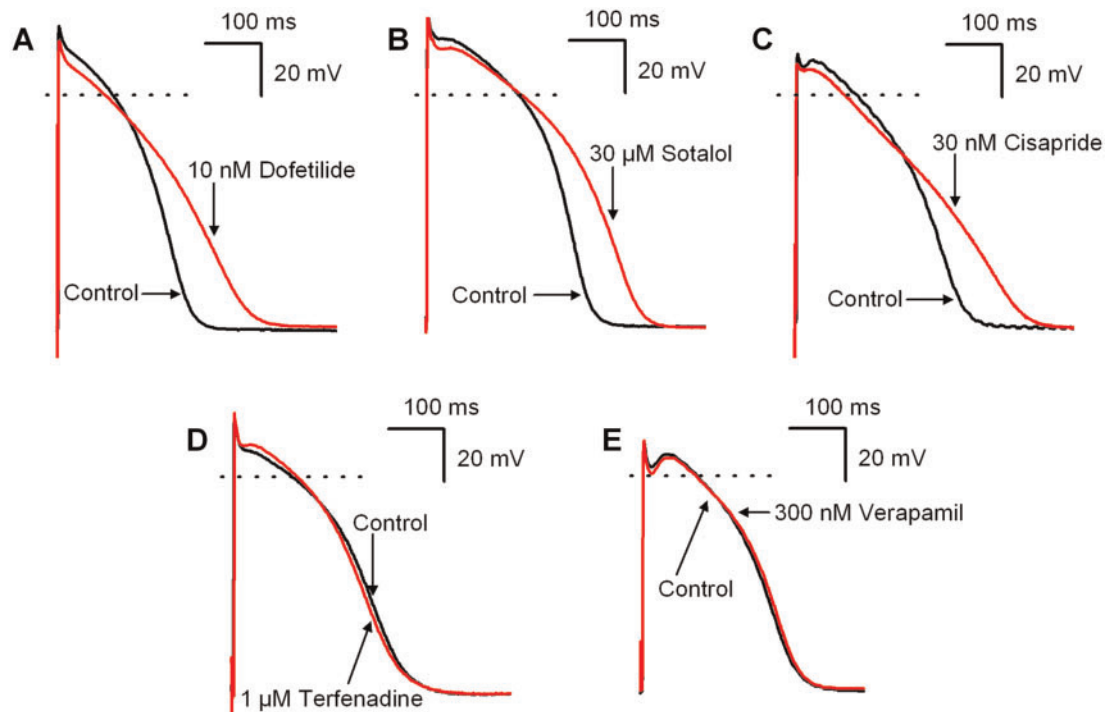 A
100 ms
20 mV
10 nM Dofetilide
Control
B
100 ms
20 mV
30 µM Sotalol
Control
C
100 ms
20 mV
30 nM Cisapride
Control
D
100 ms
20 mV
Control
1 µM Terfenadine
E
100 ms
20 mV
300 nM Verapamil
Control